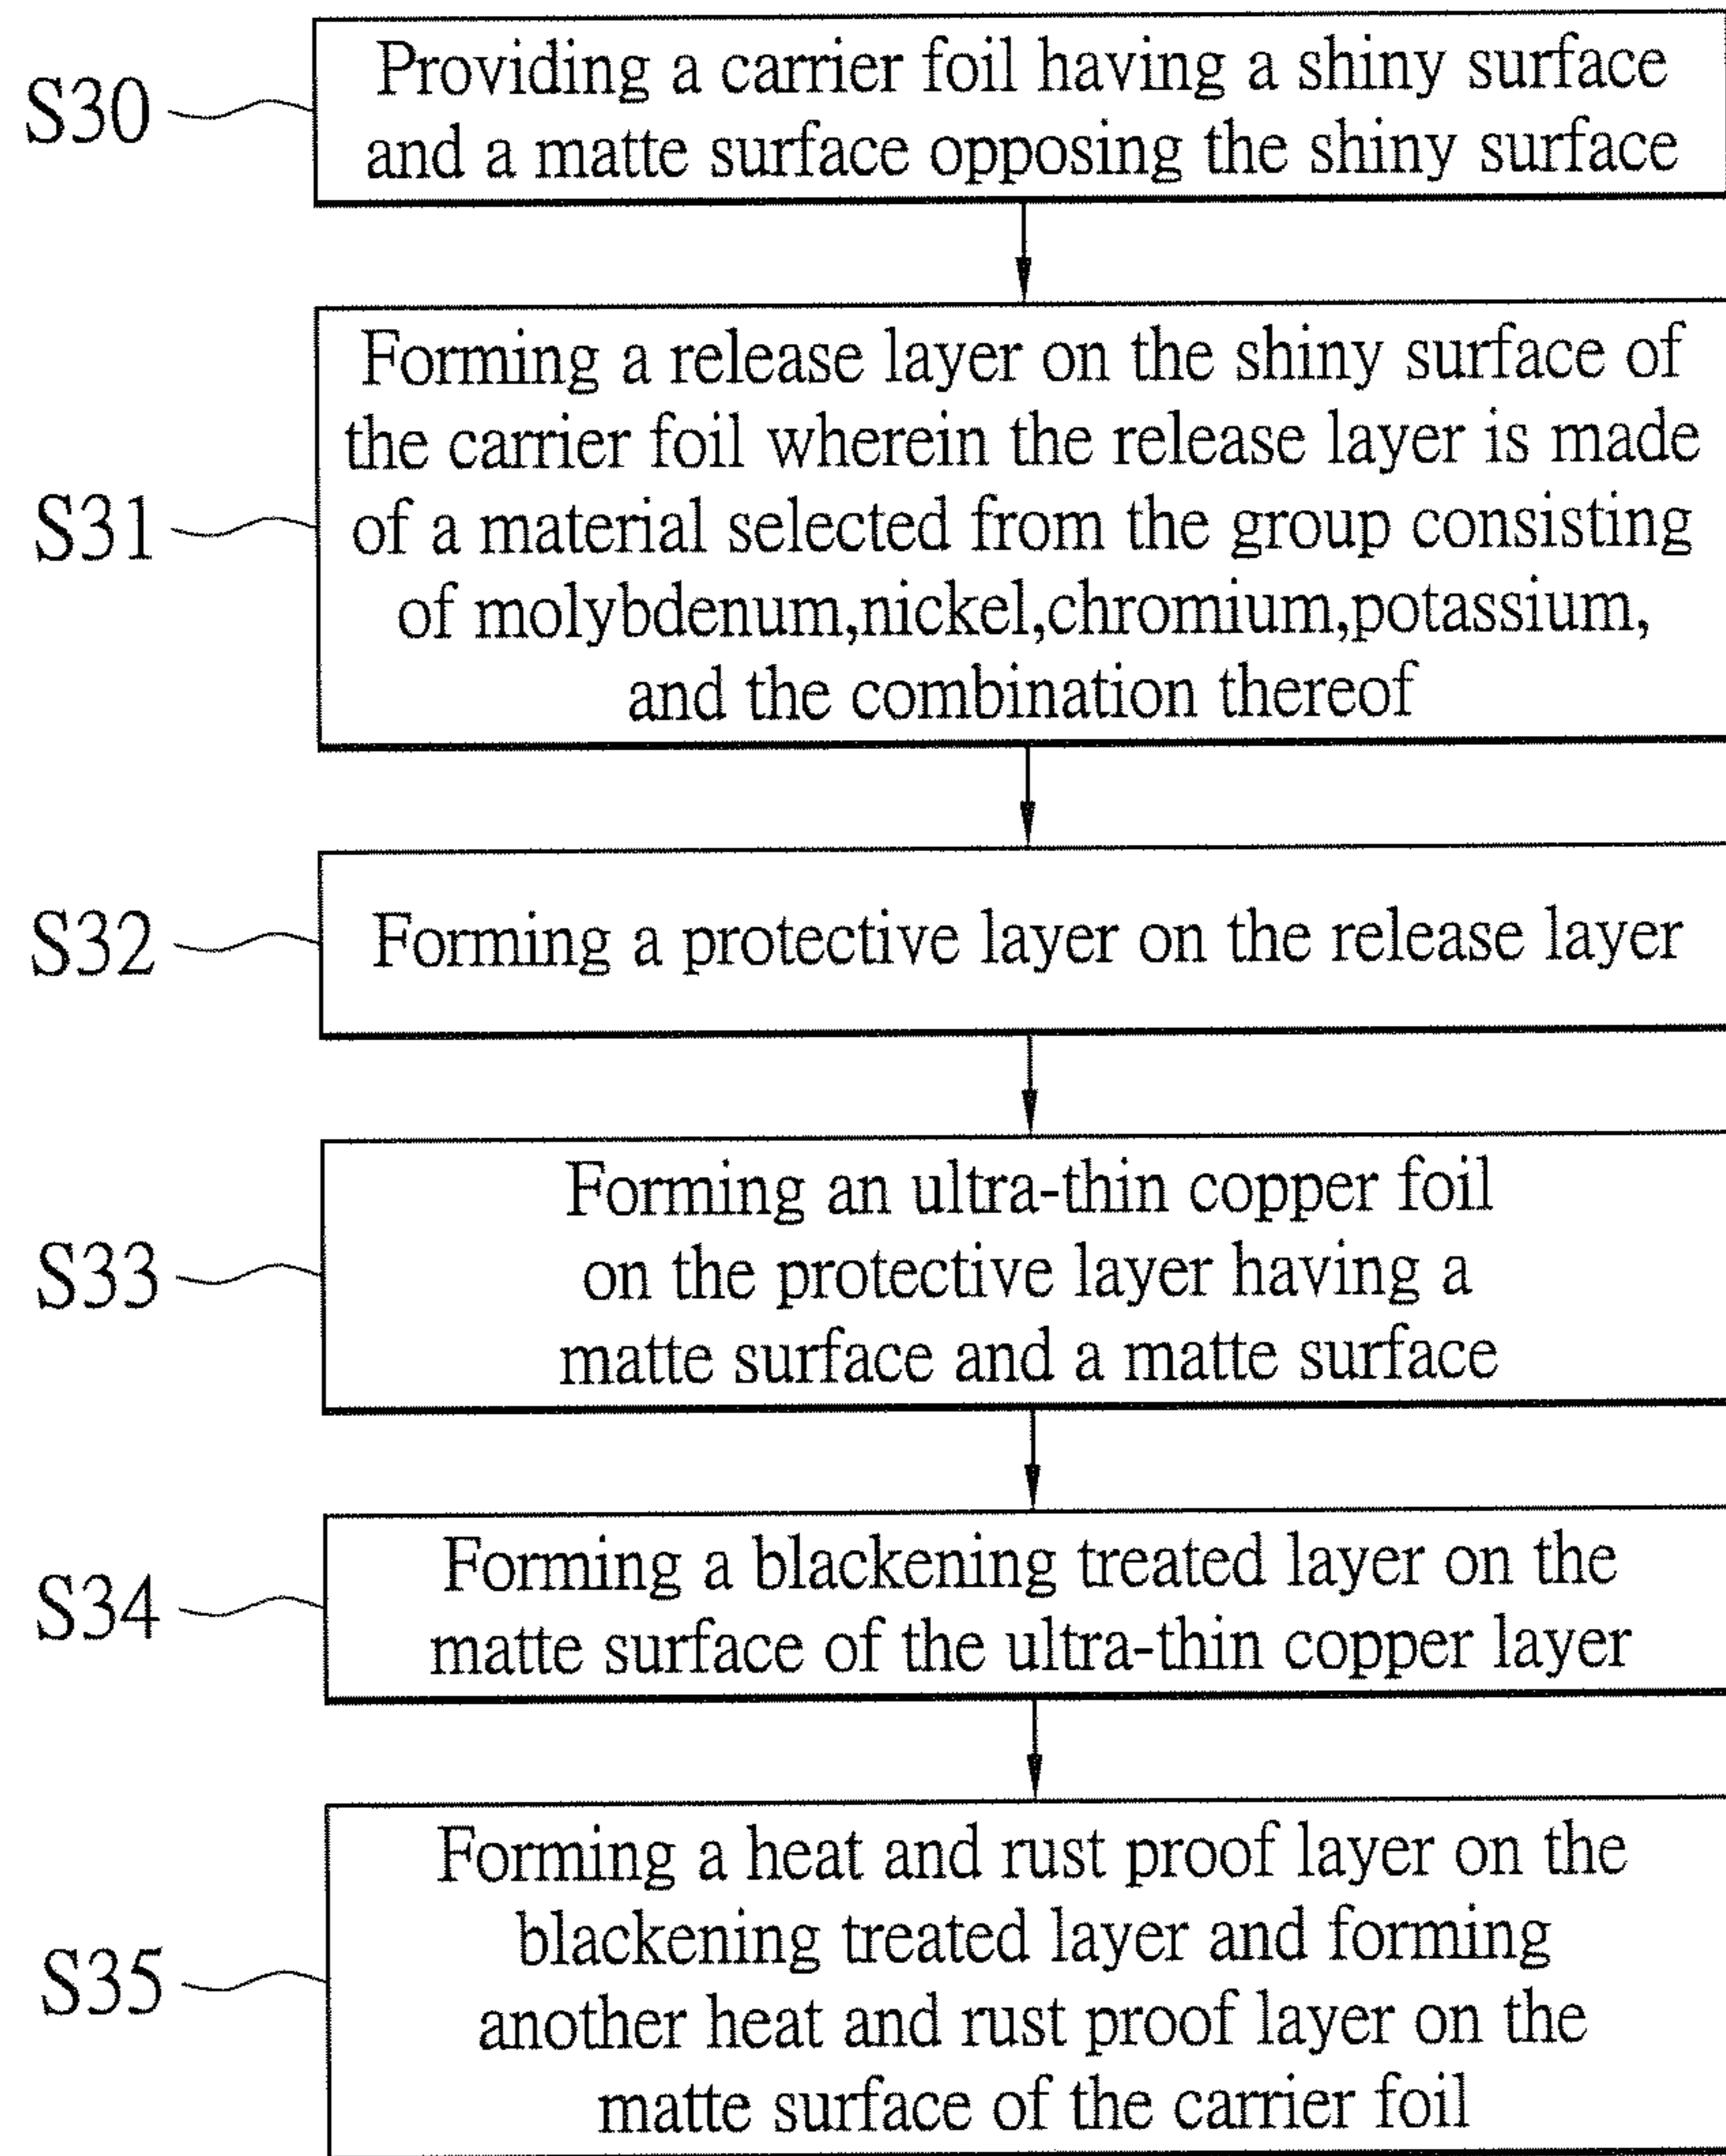 S30
Providing a carrier foil having a shiny surface
and a matte surface opposing the shiny surface
S31
Forming a release layer on the shiny surface of
the carrier foil wherein the release layer is made
of a material selected from the group consisting
of molybdenum,nickel,chromium,potassium,
and the combination thereof
S32
Forming a protective layer on the release layer
S33
Forming an ultra-thin copper foil
on the protective layer having a
matte surface and a matte surface
S34
Forming a blackening treated layer on the
matte surface of the ultra-thin copper layer
S35
Forming a heat and rust proof layer on the
blackening treated layer and forming
another heat and rust proof layer on the
matte surface of the carrier foil